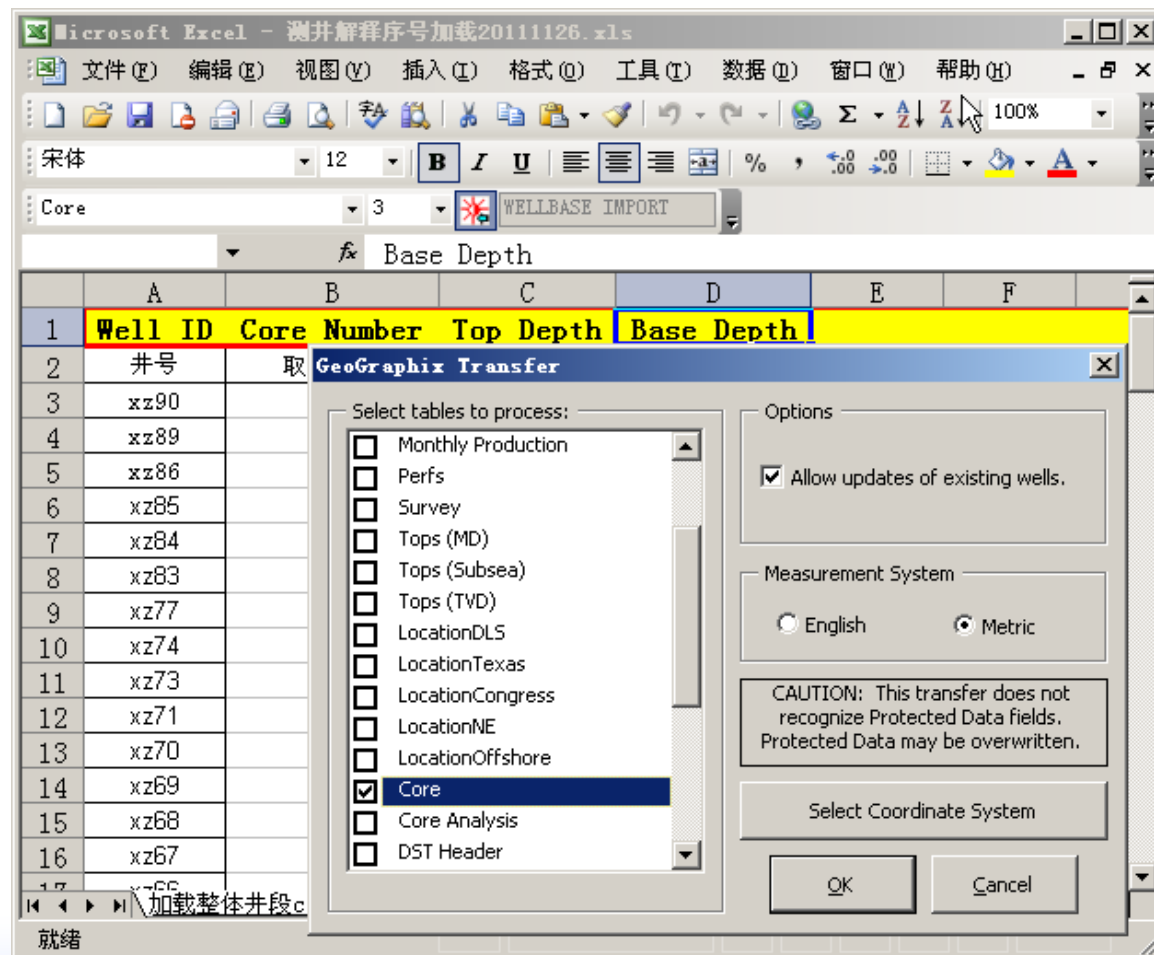 Microsoft Excel - 测井解释序号加载20111126.xls
文件(F) 编辑(E) 视图(V) 插入(I) 格式(O) 工具(T) 数据(D) 窗口(W) 帮助(H)
100%
宋体 12 B I U % ,
Core 3 WELLBASE IMPORT
fx Base Depth
A B C D E F
1 Well ID Core Number Top Depth Base Depth
2 井号 取
3 xz90
4 xz89
5 xz86
6 xz85
7 xz84
8 xz83
9 xz77
10 xz74
11 xz73
12 xz71
13 xz70
14 xz69
15 xz68
16 xz67
加载整体井段c
就绪
GeoGraphix Transfer
Select tables to process:
Monthly Production
Perfs
Survey
Tops (MD)
Tops (Subsea)
Tops (TVD)
LocationDLS
LocationTexas
LocationCongress
LocationNE
LocationOffshore
Core
Core Analysis
DST Header
Options
Allow updates of existing wells.
Measurement System
English Metric
CAUTION: This transfer does not
recognize Protected Data fields.
Protected Data may be overwritten.
Select Coordinate System
OK Cancel